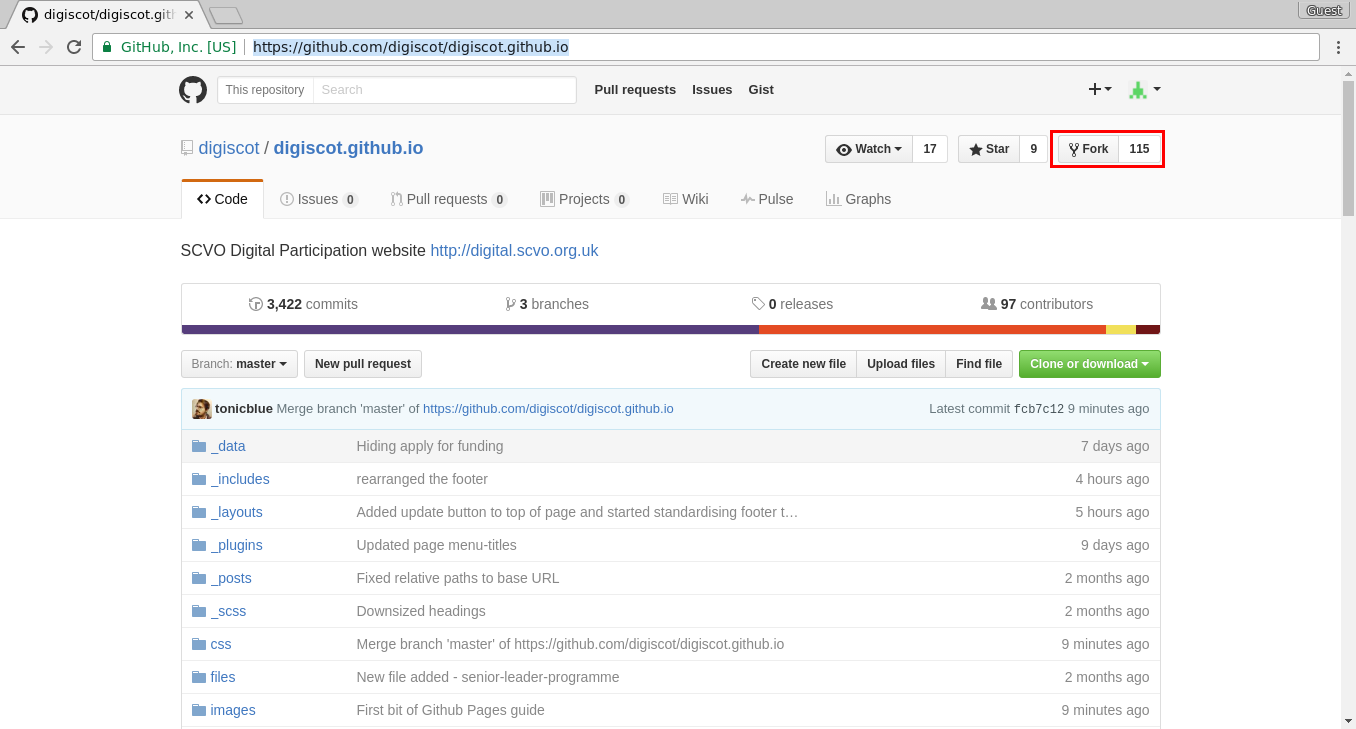 digiscot/digiscot.gith
Guest
GitHub, Inc. [US] https://github.com/digiscot/digiscot.github.io
This repository Search Pull requests Issues Gist
digiscot / digiscot.github.io Watch 17 Star 9 Fork 115
Code Issues 0 Pull requests 0 Projects 0 Wiki Pulse Graphs
SCVO Digital Participation website http://digital.scvo.org.uk
3,422 commits 3 branches 0 releases 97 contributors
Branch: master New pull request Create new file Upload files Find file Clone or download
tonicblue Merge branch 'master' of https://github.com/digiscot/digiscot.github.io Latest commit fcb7c12 9 minutes ago
_data Hiding apply for funding 7 days ago
_includes rearranged the footer 4 hours ago
_layouts Added update button to top of page and started standardising footer t… 5 hours ago
_plugins Updated page menu-titles 9 days ago
_posts Fixed relative paths to base URL 2 months ago
_scss Downsized headings 2 months ago
css Merge branch 'master' of https://github.com/digiscot/digiscot.github.io 9 minutes ago
files New file added - senior-leader-programme 2 months ago
images First bit of Github Pages guide 9 minutes ago